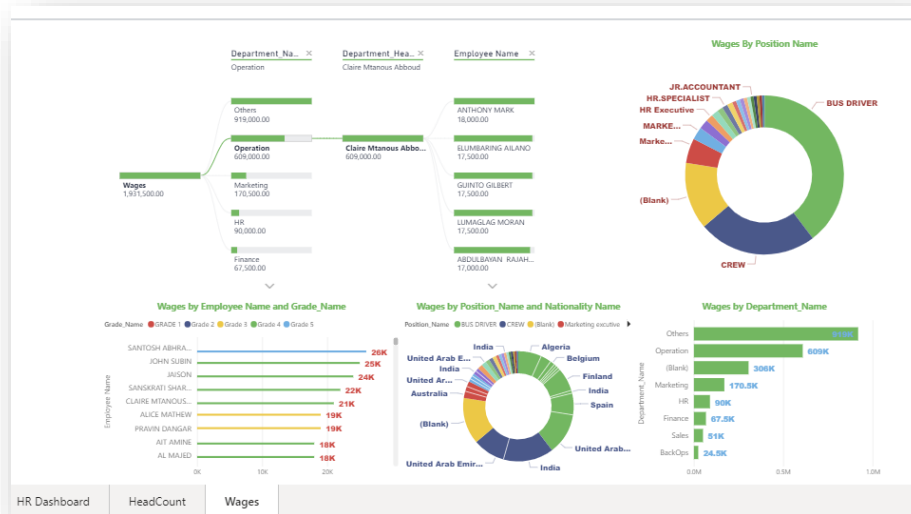 Department_Na... ×
Department_Hea... ×
Employee Name ×
Operation
Claire Mtanous Abboud
Others
919,000.00
Operation
609,000.00
Marketing
170,500.00
HR
90,000.00
Finance
67,500.00
Wages
1,931,500.00
Claire Mtanous Abbo...
609,000.00
ANTHONY MARK
18,000.00
ELUMBARING AILANO
17,500.00
GUINTO GILBERT
17,500.00
LUMAGLAG MORAN
17,500.00
ABDULBAYAN RAJAH...
17,000.00
Wages By Position Name
JR.ACCOUNTANT
HR.SPECIALIST
HR Executive
MARKE...
Marke...
(Blank)
CREW
BUS DRIVER
Wages by Employee Name and Grade_Name
Grade_Name GRADE 1 Grade 2 Grade 3 Grade 4 Grade 5
Employee Name
SANTOSH ABHRA... 26K
JOHN SUBIN 25K
JAISON 24K
SANSKRATI SHAR... 22K
CLAIRE MTANOUS... 21K
ALICE MATHEW 19K
PRAVIN DANGAR 19K
AIT AMINE 18K
AL MAJED 18K
0K 10K 20K
Wages by Position_Name and Nationality Name
Position_Name BUS DRIVER CREW (Blank) Marketing excutive
India
United Arab E...
India
United Ar...
Australia
(Blank)
United Arab Emir...
India
United Arab...
Spain
India
Finland
Belgium
Algeria
Wages by Department_Name
Department_Name
Others
Operation 609K
(Blank) 306K
Marketing 170.5K
HR 90K
Finance 67.5K
Sales 51K
BackOps 24.5K
0.0M 0.5M 1.0M
HR Dashboard HeadCount Wages